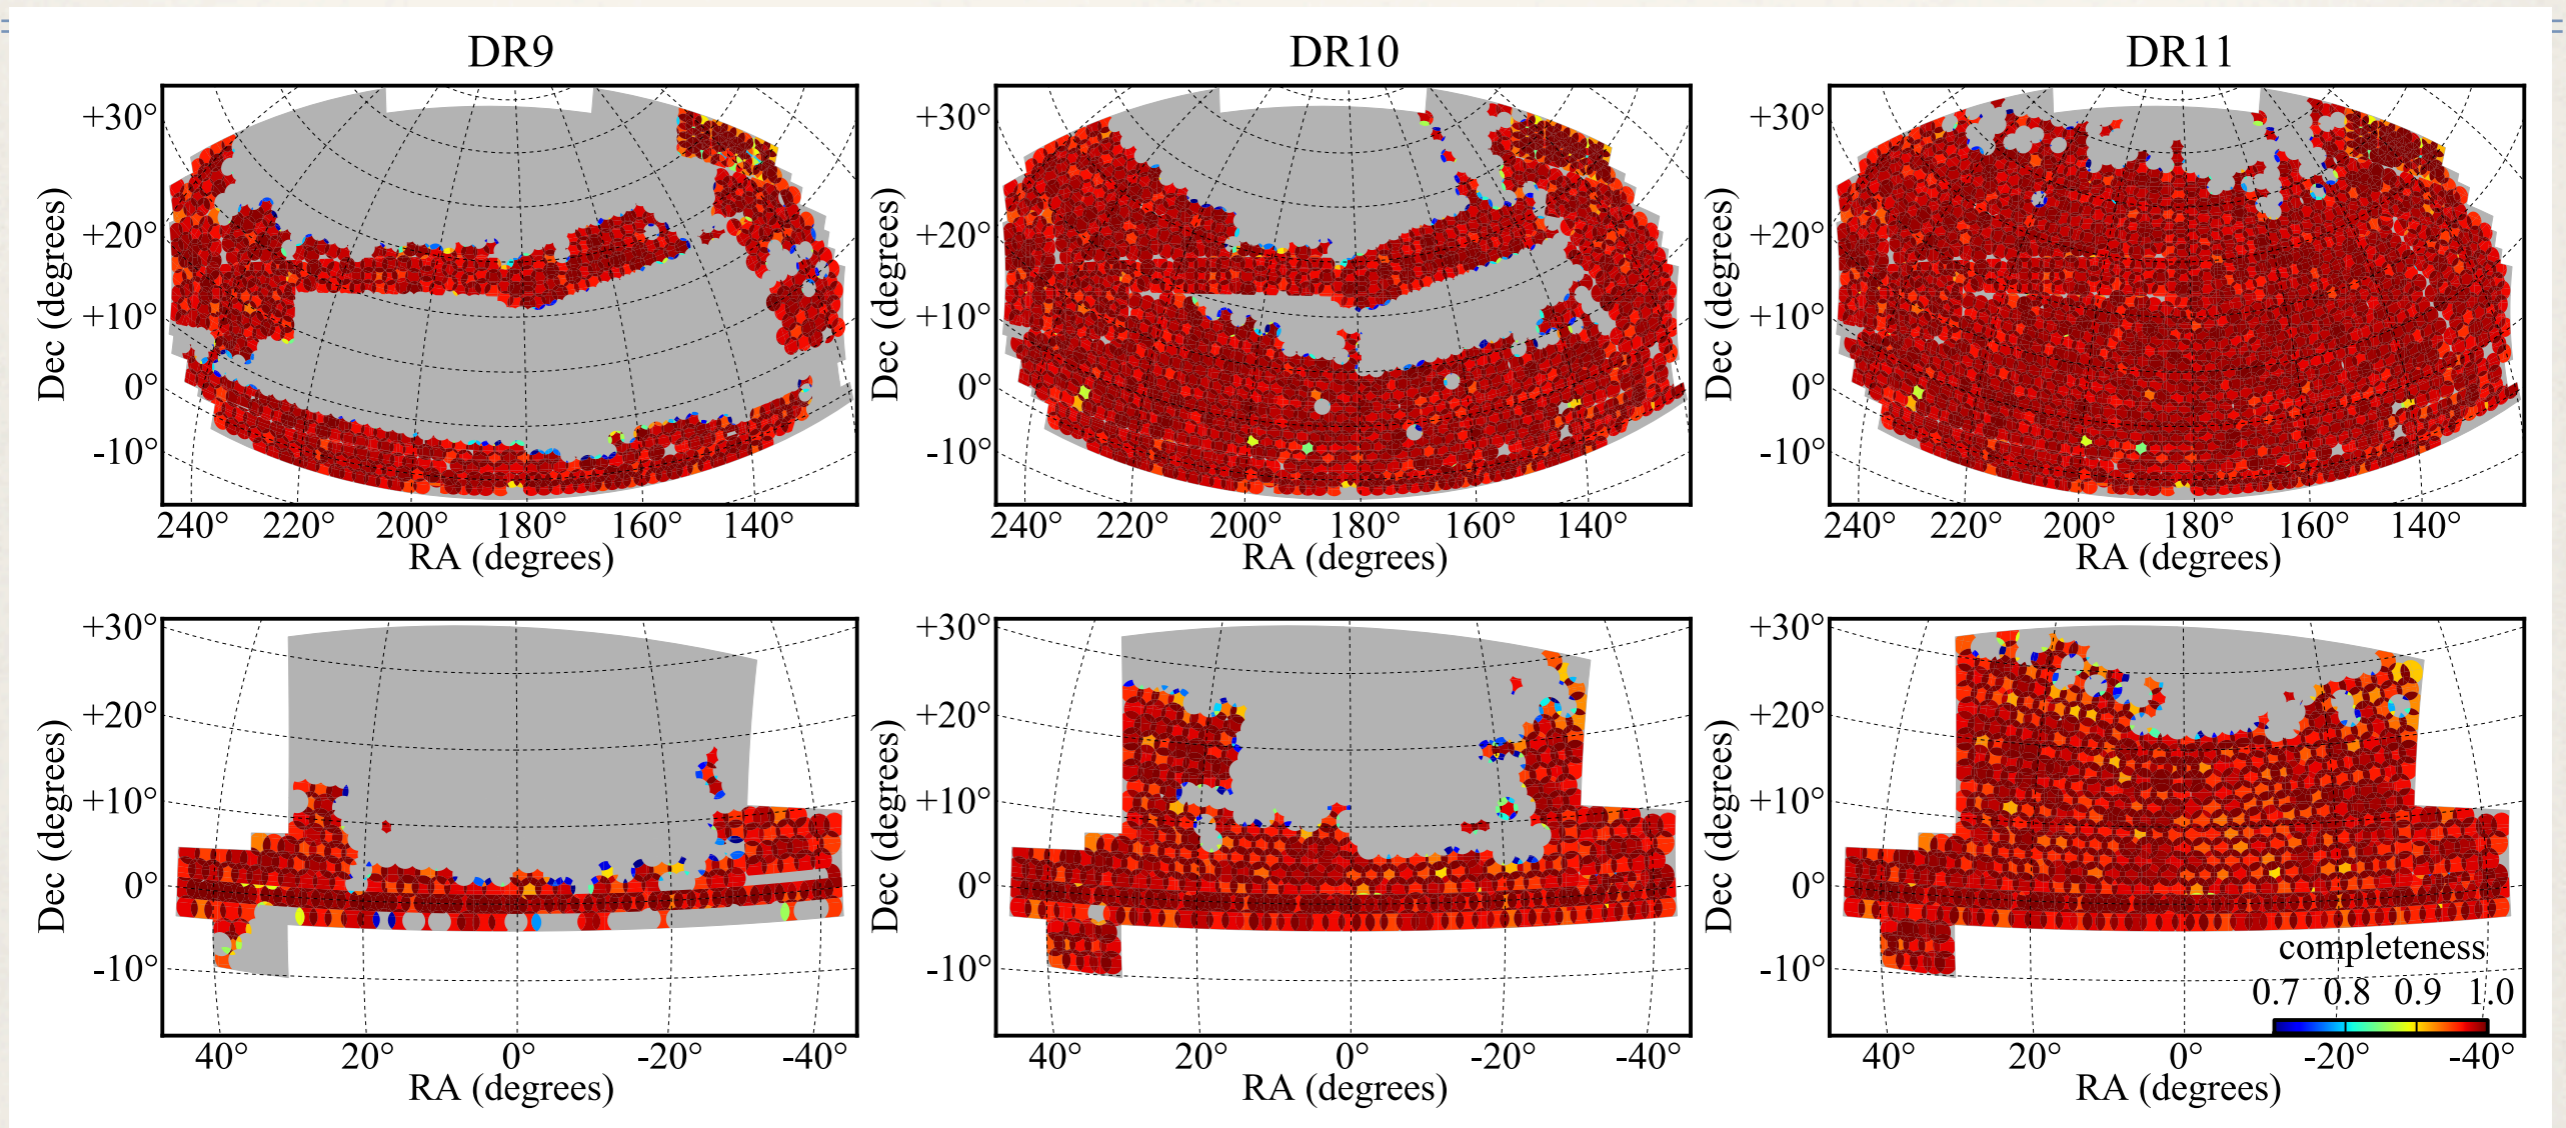 DR9 DR10 DR11
+30° +30° +30°
+20° +20° +20°
+10° +10° +10°
0° 0° 0°
-10° -10° -10°
Dec (degrees) Dec (degrees) Dec (degrees)
240° 220° 200° 180° 160° 140° 240° 220° 200° 180° 160° 140° 240° 220° 200° 180° 160° 140°
RA (degrees) RA (degrees) RA (degrees)
+30° +30° +30°
+20° +20° +20°
+10° +10° +10°
0° 0° 0°
-10° -10° -10°
Dec (degrees) Dec (degrees) Dec (degrees)
completeness
0.7 0.8 0.9 1.0
40° 20° 0° -20° -40° 40° 20° 0° -20° -40° 40° 20° 0° -20° -40°
RA (degrees) RA (degrees) RA (degrees)